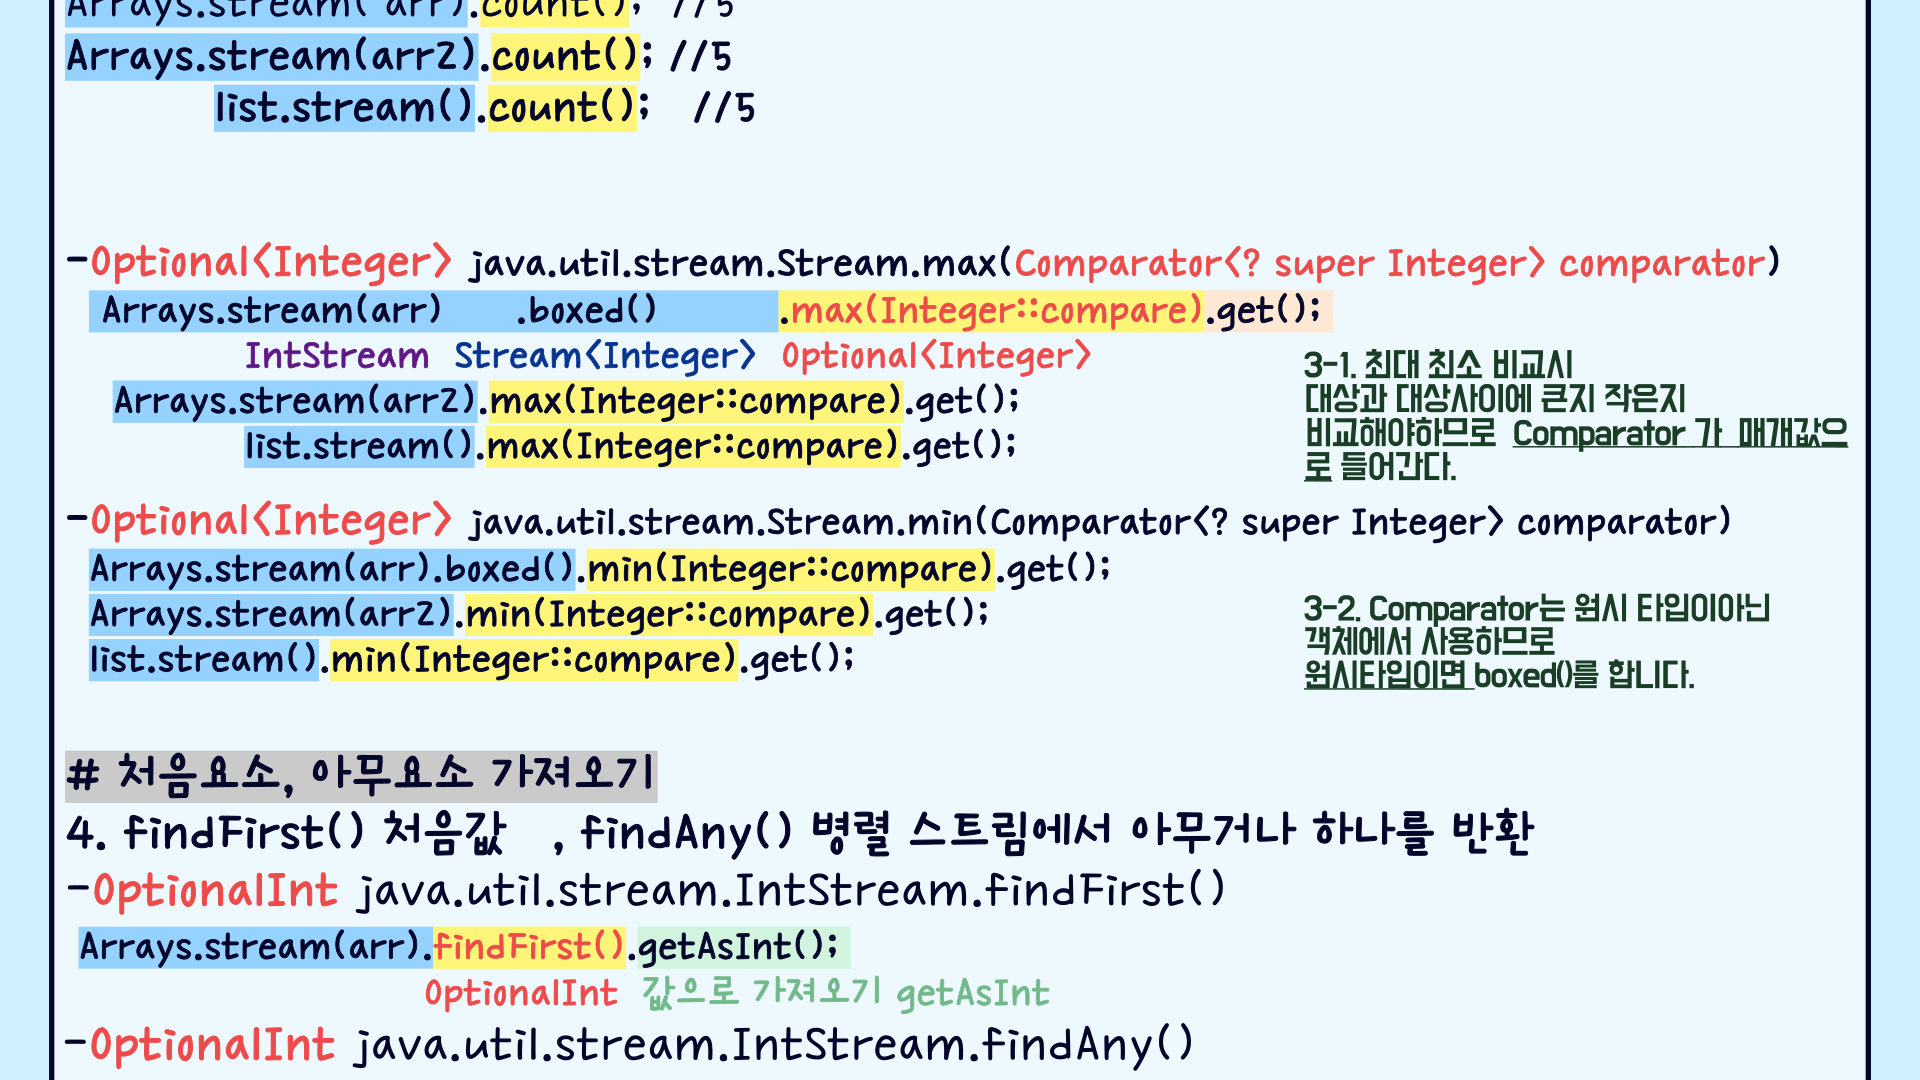 Arrays.stream( arr).count(); //5
Arrays.stream(arr2).count(); //5
list.stream().count(); //5
-Optional<Integer> java.util.stream.Stream.max(Comparator<? super Integer> comparator)
Arrays.stream(arr) .boxed() .max(Integer::compare).get();
IntStream Stream<Integer> Optional<Integer>
Arrays.stream(arr2).max(Integer::compare).get();
list.stream().max(Integer::compare).get();
3-1. 최대 최소 비교시
대상과 대상사이에 큰지 작은지
비교해야하므로 Comparator 가 매개값으
로 들어간다.
-Optional<Integer> java.util.stream.Stream.min(Comparator<? super Integer> comparator)
Arrays.stream(arr).boxed().min(Integer::compare).get();
Arrays.stream(arr2).min(Integer::compare).get();
list.stream().min(Integer::compare).get();
3-2. Comparator는 원시 타입이아닌
객체에서 사용하므로
원시타입이면 boxed()를 합니다.
# 처음요소, 아무요소 가져오기
4. findFirst() 처음값 , findAny() 병렬 스트림에서 아무거나 하나를 반환
-OptionalInt java.util.stream.IntStream.findFirst()
Arrays.stream(arr).findFirst().getAsInt();
OptionalInt 값으로 가져오기 getAsInt
-OptionalInt java.util.stream.IntStream.findAny()